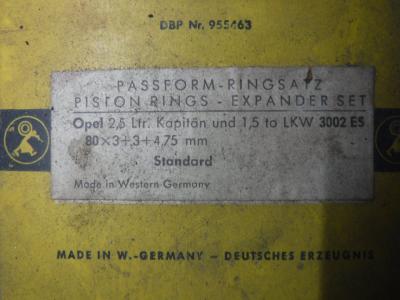 DBP Nr. 955463
PASSFORM-RINGSATZ
PISTON RINGS - EXPANDER SET
Opel 2,5 Ltr. Kapitän und 1,5 to LKW 3002 ES
80×3+3+4,75 mm
Standard
Made in Western Germany
MADE IN W.-GERMANY – DEUTSCHES ERZEUGNIS